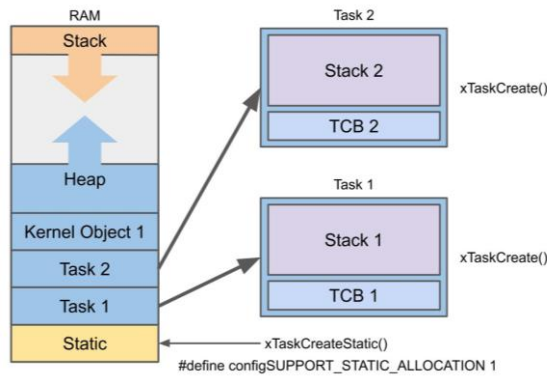 RAM
Stack
Heap
Kernel Object 1
Task 2
Task 1
Static
Task 2
Stack 2
TCB 2
xTaskCreate()
Task 1
Stack 1
TCB 1
xTaskCreate()
xTaskCreateStatic()
#define configSUPPORT_STATIC_ALLOCATION 1